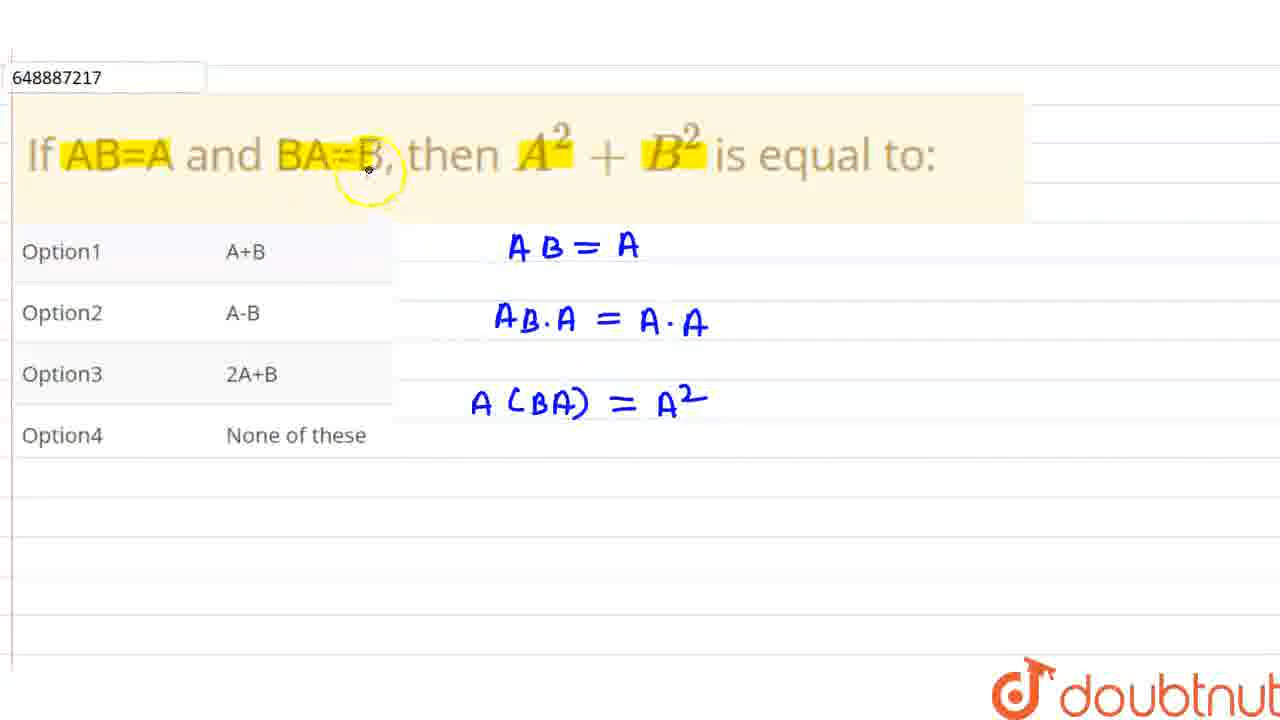 648887217
If AB=A and BA=B, then A² + B² is equal to:
Option1 A+B
Option2 A-B
Option3 2A+B
Option4 None of these
AB = A
AB.A = A.A
A (BA) = A²
doubtnut